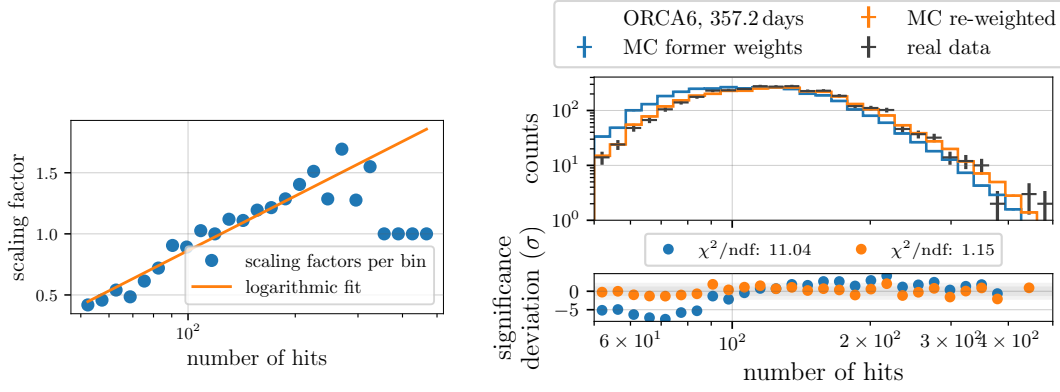 scaling factor
1.5
1.0
0.5
scaling factors per bin
logarithmic fit
10²
number of hits
ORCA6, 357.2 days
MC re-weighted
MC former weights
real data
counts
10²
10¹
10⁰
χ²/ndf: 11.04
χ²/ndf: 1.15
significance
deviation (σ)
0
−5
6 × 10¹
10²
2 × 10²
3 × 10²
4 × 10²
number of hits